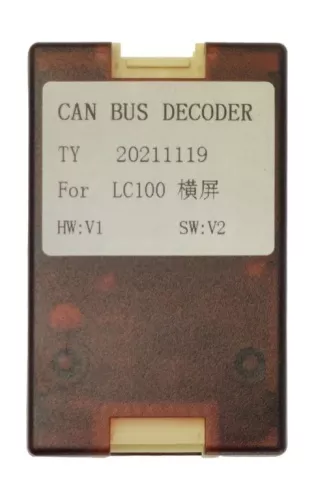 CAN BUS DECODER
TY 20211119
For LC100 横屏
HW:V1 SW:V2